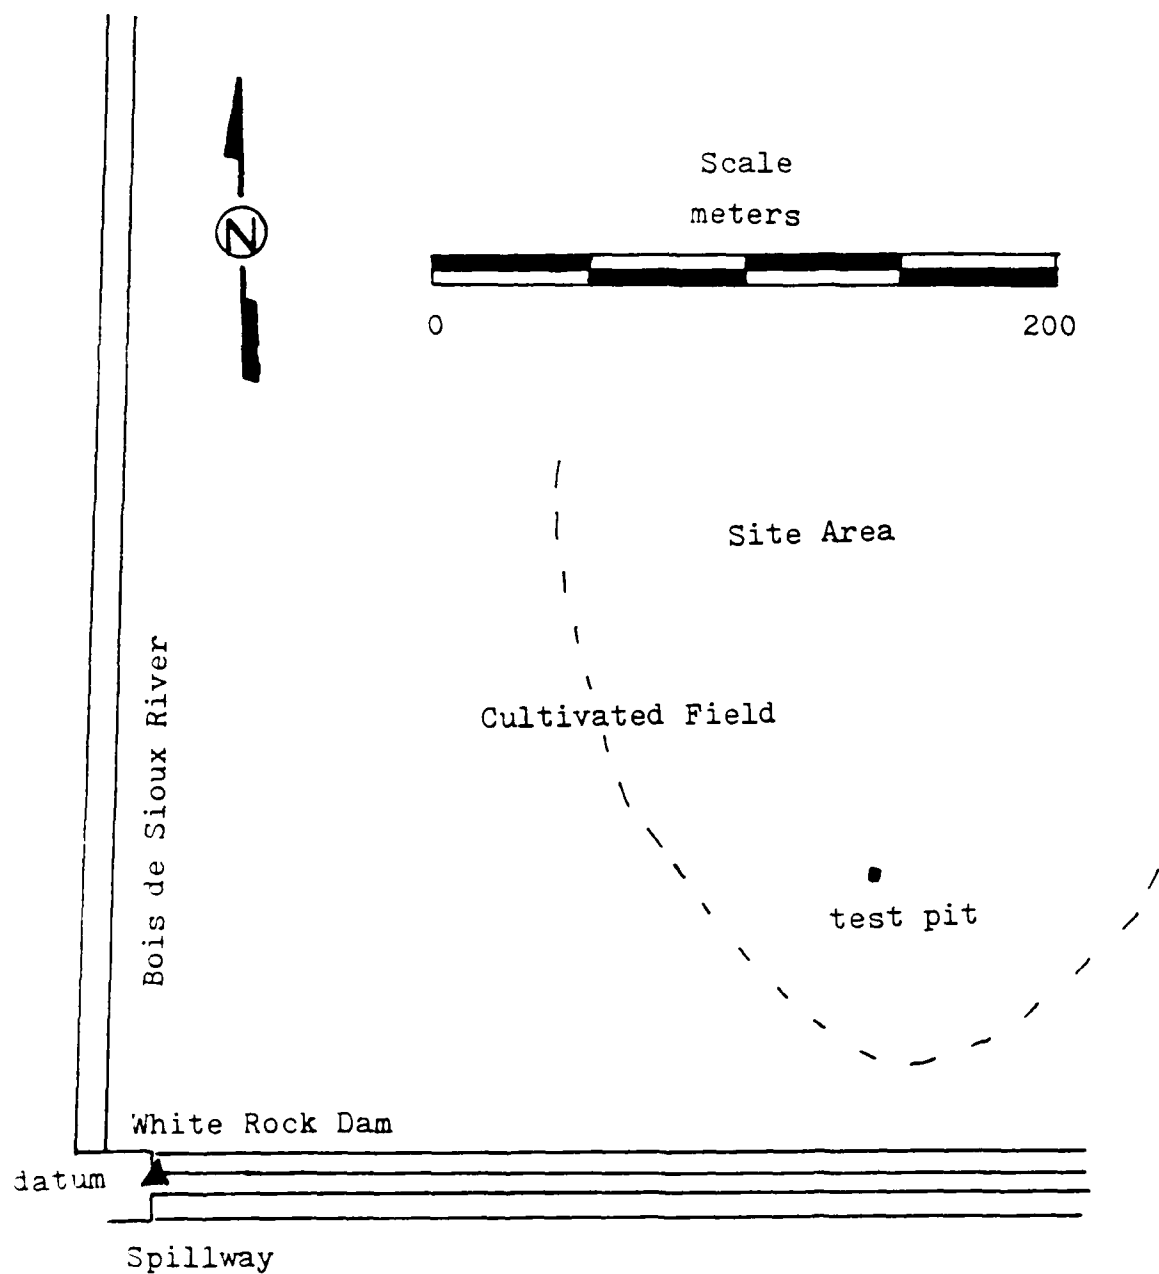 N
Scale
meters
0 200
Site Area
Cultivated Field
Bois de Sioux River
test pit
White Rock Dam
datum
Spillway